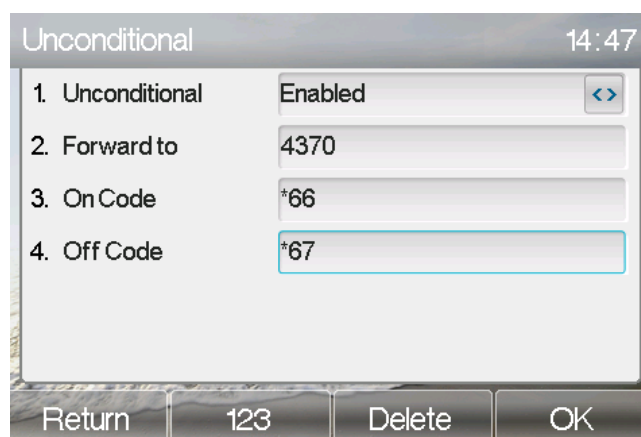 Unconditional 14:47
1. Unconditional Enabled <>
2. Forward to 4370
3. On Code *66
4. Off Code *67
Return 123 Delete OK